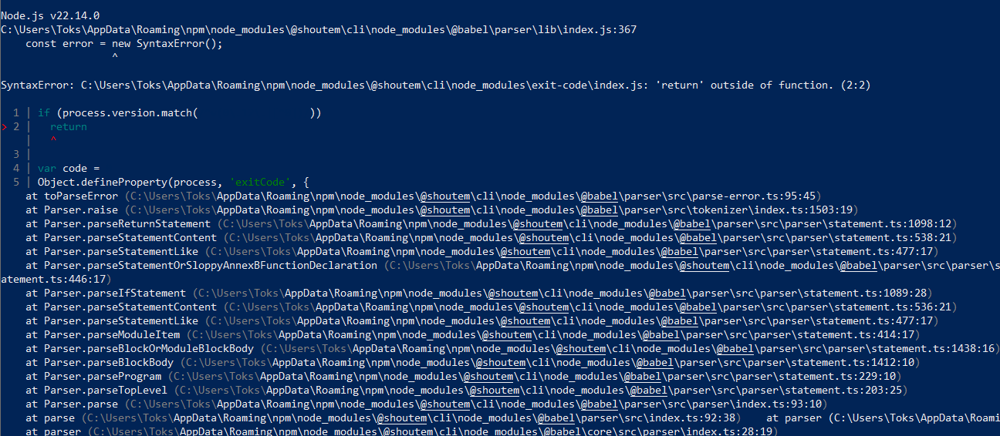 Node.js v22.14.0
C:\Users\Toks\AppData\Roaming\npm\node_modules\@shoutem\cli\node_modules\@babel\parser\lib\index.js:367
    const error = new SyntaxError();
                  ^
SyntaxError: C:\Users\Toks\AppData\Roaming\npm\node_modules\@shoutem\cli\node_modules\exit-code\index.js: 'return' outside of function. (2:2)
  1 | if (process.version.match(                  ))
> 2 |   return
    |   ^
  3 |
  4 | var code =
  5 | Object.defineProperty(process, 'exitCode', {
    at toParseError (C:\Users\Toks\AppData\Roaming\npm\node_modules\@shoutem\cli\node_modules\@babel\parser\src\parse-error.ts:95:45)
    at Parser.raise (C:\Users\Toks\AppData\Roaming\npm\node_modules\@shoutem\cli\node_modules\@babel\parser\src\tokenizer\index.ts:1503:19)
    at Parser.parseReturnStatement (C:\Users\Toks\AppData\Roaming\npm\node_modules\@shoutem\cli\node_modules\@babel\parser\src\parser\statement.ts:1098:12)
    at Parser.parseStatementContent (C:\Users\Toks\AppData\Roaming\npm\node_modules\@shoutem\cli\node_modules\@babel\parser\src\parser\statement.ts:538:21)
    at Parser.parseStatementLike (C:\Users\Toks\AppData\Roaming\npm\node_modules\@shoutem\cli\node_modules\@babel\parser\src\parser\statement.ts:477:17)
    at Parser.parseStatementOrSloppyAnnexBFunctionDeclaration (C:\Users\Toks\AppData\Roaming\npm\node_modules\@shoutem\cli\node_modules\@babel\parser\src\parser\s
atement.ts:446:17)
    at Parser.parseIfStatement (C:\Users\Toks\AppData\Roaming\npm\node_modules\@shoutem\cli\node_modules\@babel\parser\src\parser\statement.ts:1089:28)
    at Parser.parseStatementContent (C:\Users\Toks\AppData\Roaming\npm\node_modules\@shoutem\cli\node_modules\@babel\parser\src\parser\statement.ts:536:21)
    at Parser.parseStatementLike (C:\Users\Toks\AppData\Roaming\npm\node_modules\@shoutem\cli\node_modules\@babel\parser\src\parser\statement.ts:477:17)
    at Parser.parseModuleItem (C:\Users\Toks\AppData\Roaming\npm\node_modules\@shoutem\cli\node_modules\@babel\parser\src\parser\statement.ts:414:17)
    at Parser.parseBlockOrModuleBlockBody (C:\Users\Toks\AppData\Roaming\npm\node_modules\@shoutem\cli\node_modules\@babel\parser\src\parser\statement.ts:1438:16)
    at Parser.parseBlockBody (C:\Users\Toks\AppData\Roaming\npm\node_modules\@shoutem\cli\node_modules\@babel\parser\src\parser\statement.ts:1412:10)
    at Parser.parseProgram (C:\Users\Toks\AppData\Roaming\npm\node_modules\@shoutem\cli\node_modules\@babel\parser\src\parser\statement.ts:229:10)
    at Parser.parseTopLevel (C:\Users\Toks\AppData\Roaming\npm\node_modules\@shoutem\cli\node_modules\@babel\parser\src\parser\statement.ts:203:25)
    at Parser.parse (C:\Users\Toks\AppData\Roaming\npm\node_modules\@shoutem\cli\node_modules\@babel\parser\src\parser\index.ts:93:10)
    at parse (C:\Users\Toks\AppData\Roaming\npm\node_modules\@shoutem\cli\node_modules\@babel\parser\src\index.ts:92:38)    at parser (C:\Users\Toks\AppData\Roami
    at parser (C:\Users\Toks\AppData\Roaming\npm\node_modules\@shoutem\cli\node_modules\@babel\core\src\parser\index.ts:28:19)